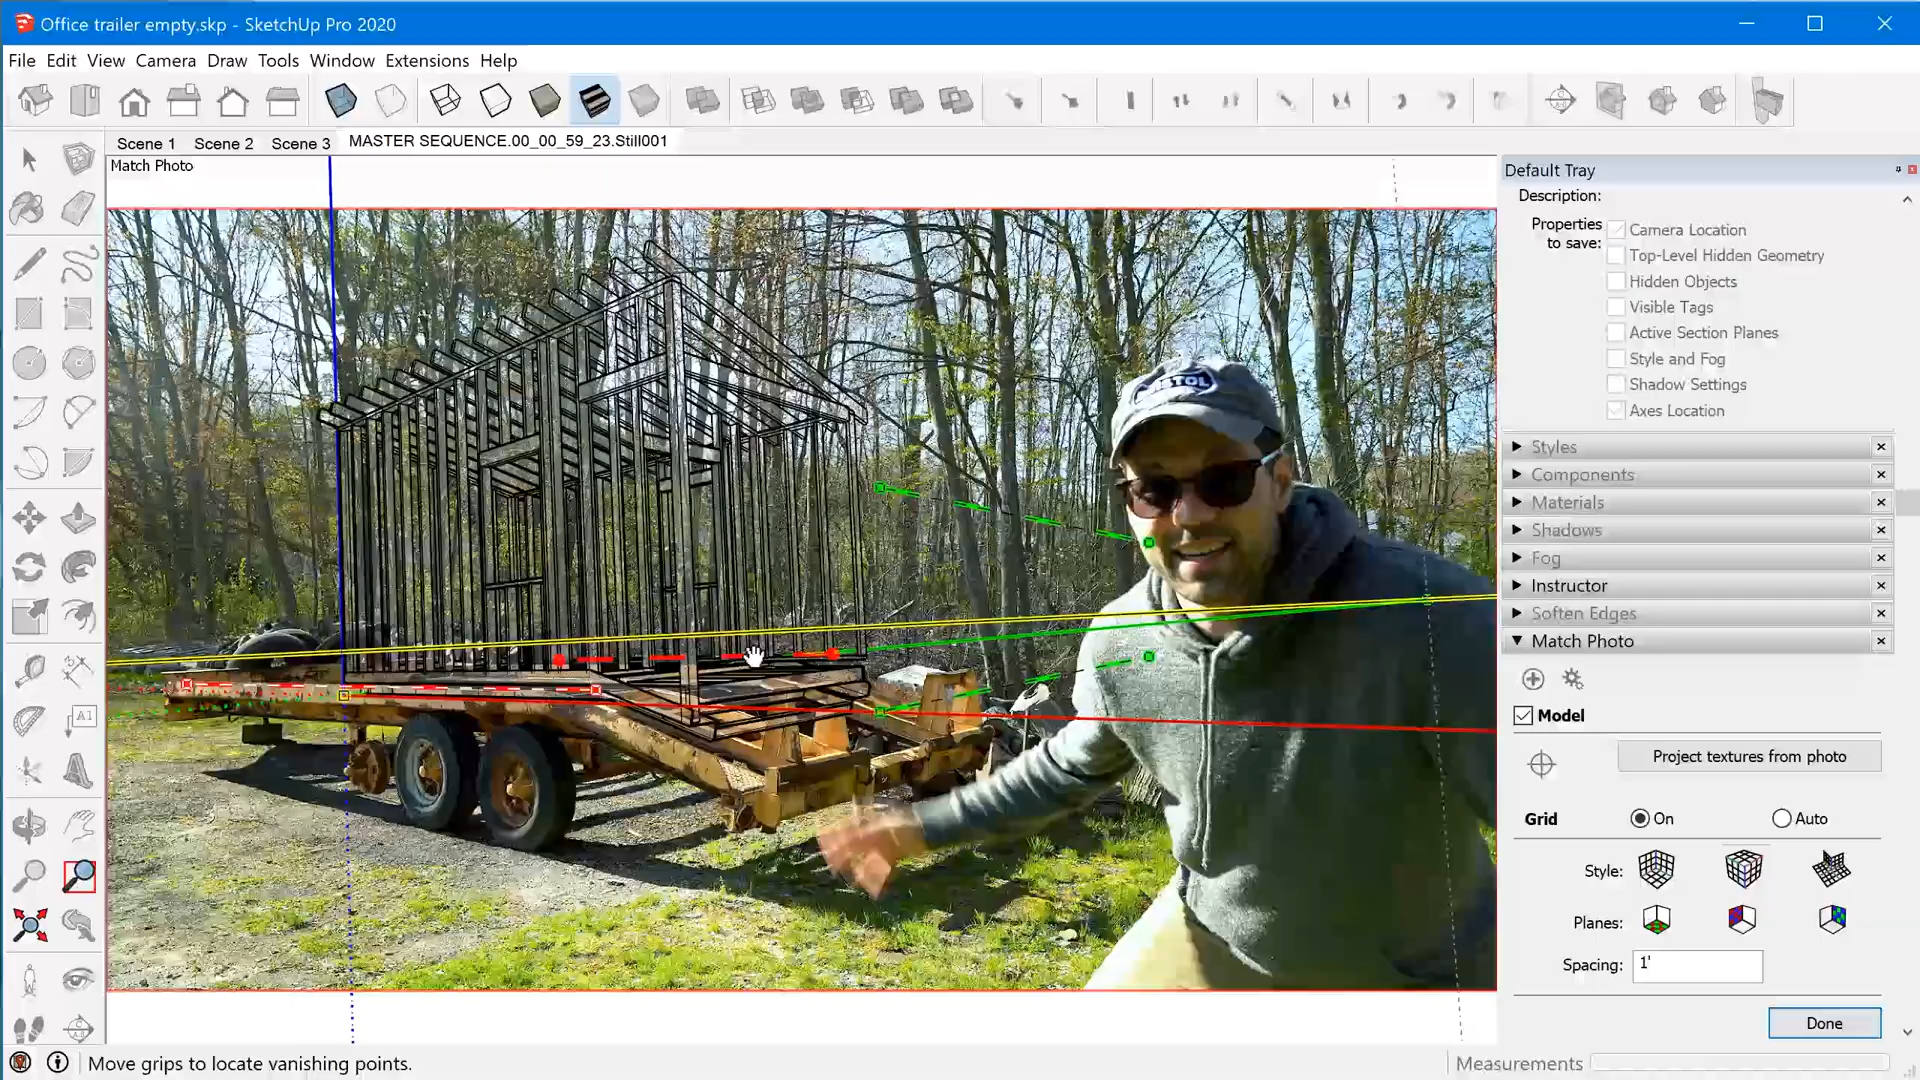 Office trailer empty.skp - SketchUp Pro 2020
File Edit View Camera Draw Tools Window Extensions Help
Scene 1 Scene 2 Scene 3 MASTER SEQUENCE.00_00_59_23.Still001
Match Photo
Default Tray
Description:
Properties to save:
Camera Location
Top-Level Hidden Geometry
Hidden Objects
Visible Tags
Active Section Planes
Style and Fog
Shadow Settings
Axes Location
Styles
Components
Materials
Shadows
Fog
Instructor
Soften Edges
Match Photo
Model
Project textures from photo
Grid On Auto
Style:
Planes:
Spacing: 1'
Done
A1
Move grips to locate vanishing points.
Measurements